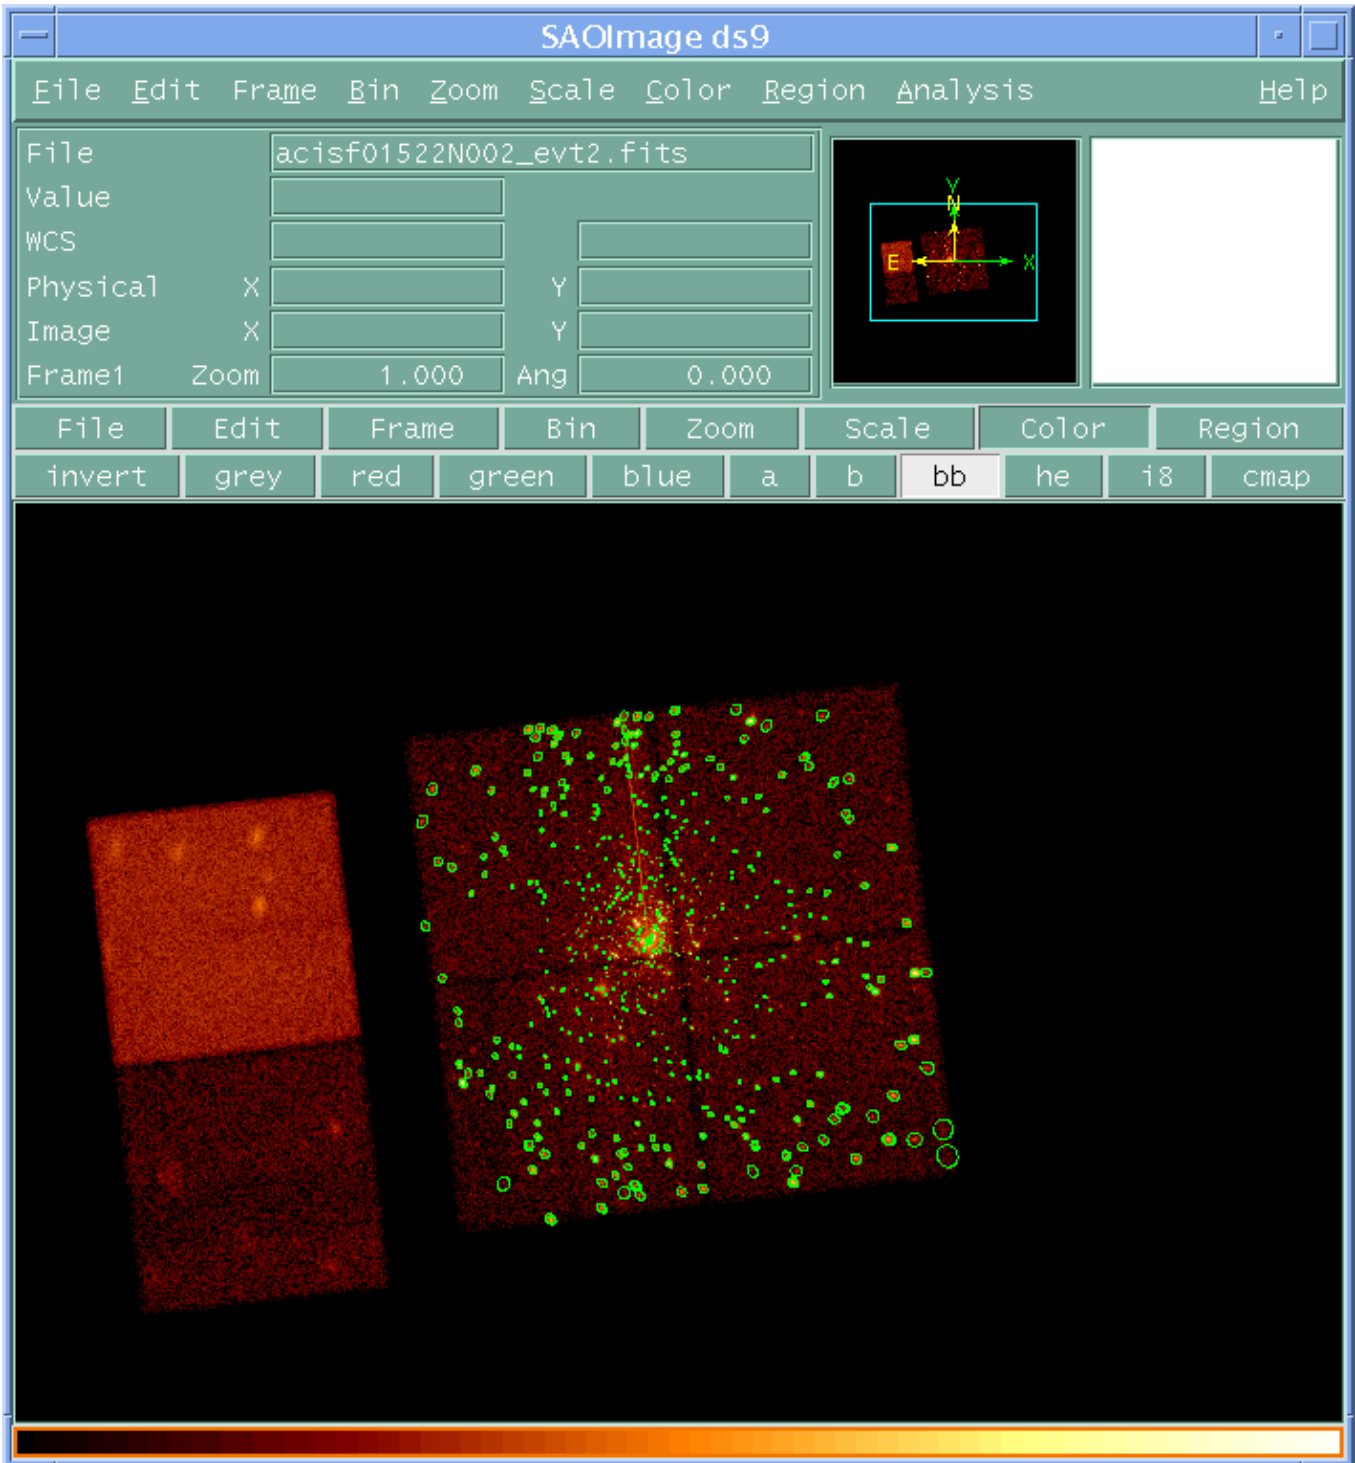 SAOImage ds9
File Edit Frame Bin Zoom Scale Color Region Analysis Help
File acisf01522N002_evt2.fits
Value
WCS
Physical X Y
Image X Y
Frame1 Zoom 1.000 Ang 0.000
Y
N
E X
File Edit Frame Bin Zoom Scale Color Region
invert grey red green blue a b bb he i8 cmap